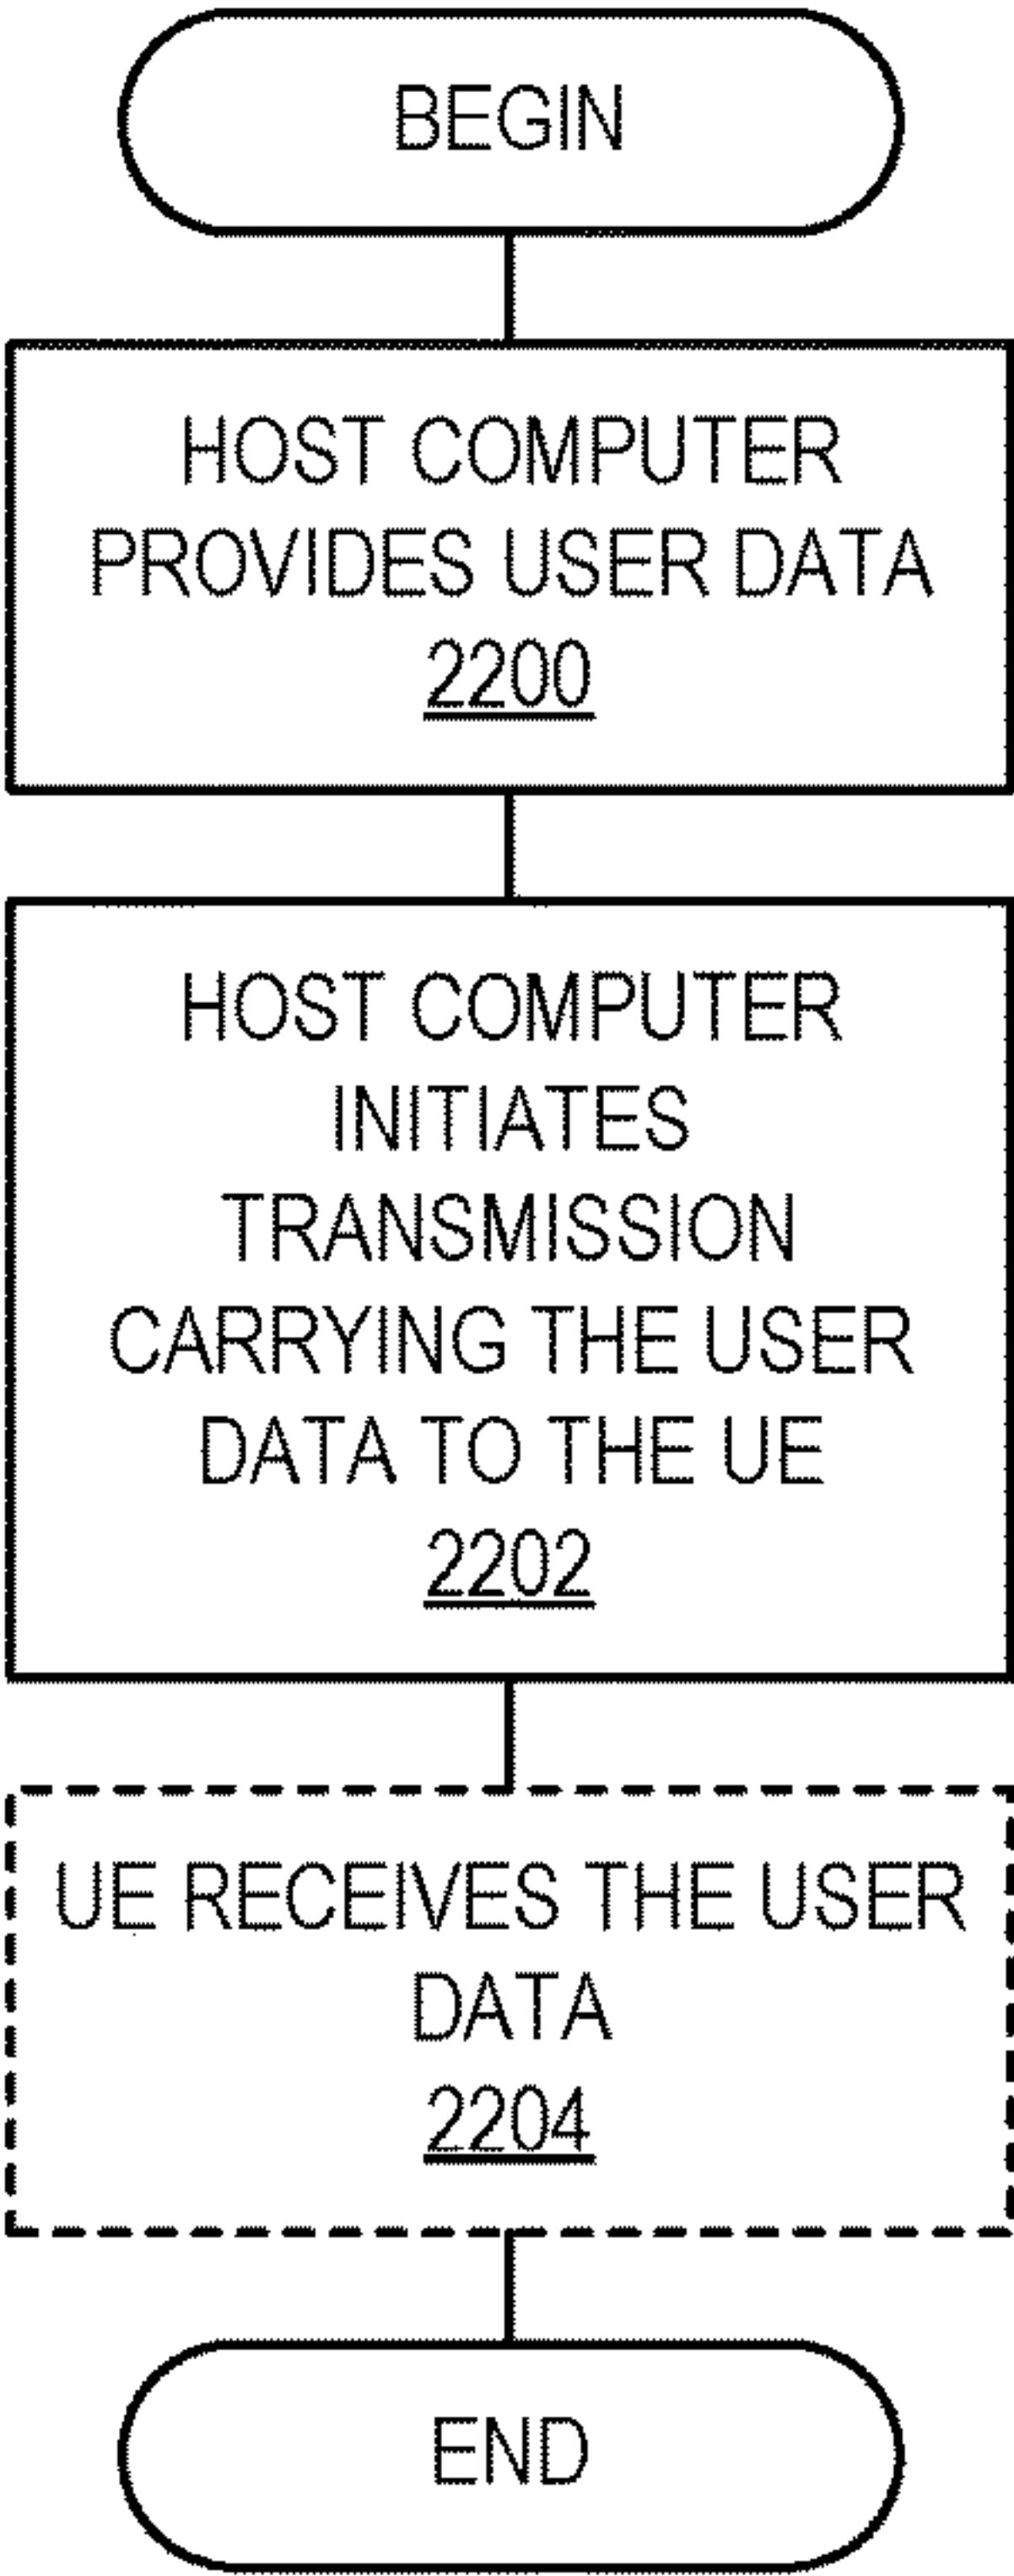 BEGIN
HOST COMPUTER
PROVIDES USER DATA
2200
HOST COMPUTER
INITIATES
TRANSMISSION
CARRYING THE USER
DATA TO THE UE
2202
UE RECEIVES THE USER
DATA
2204
END